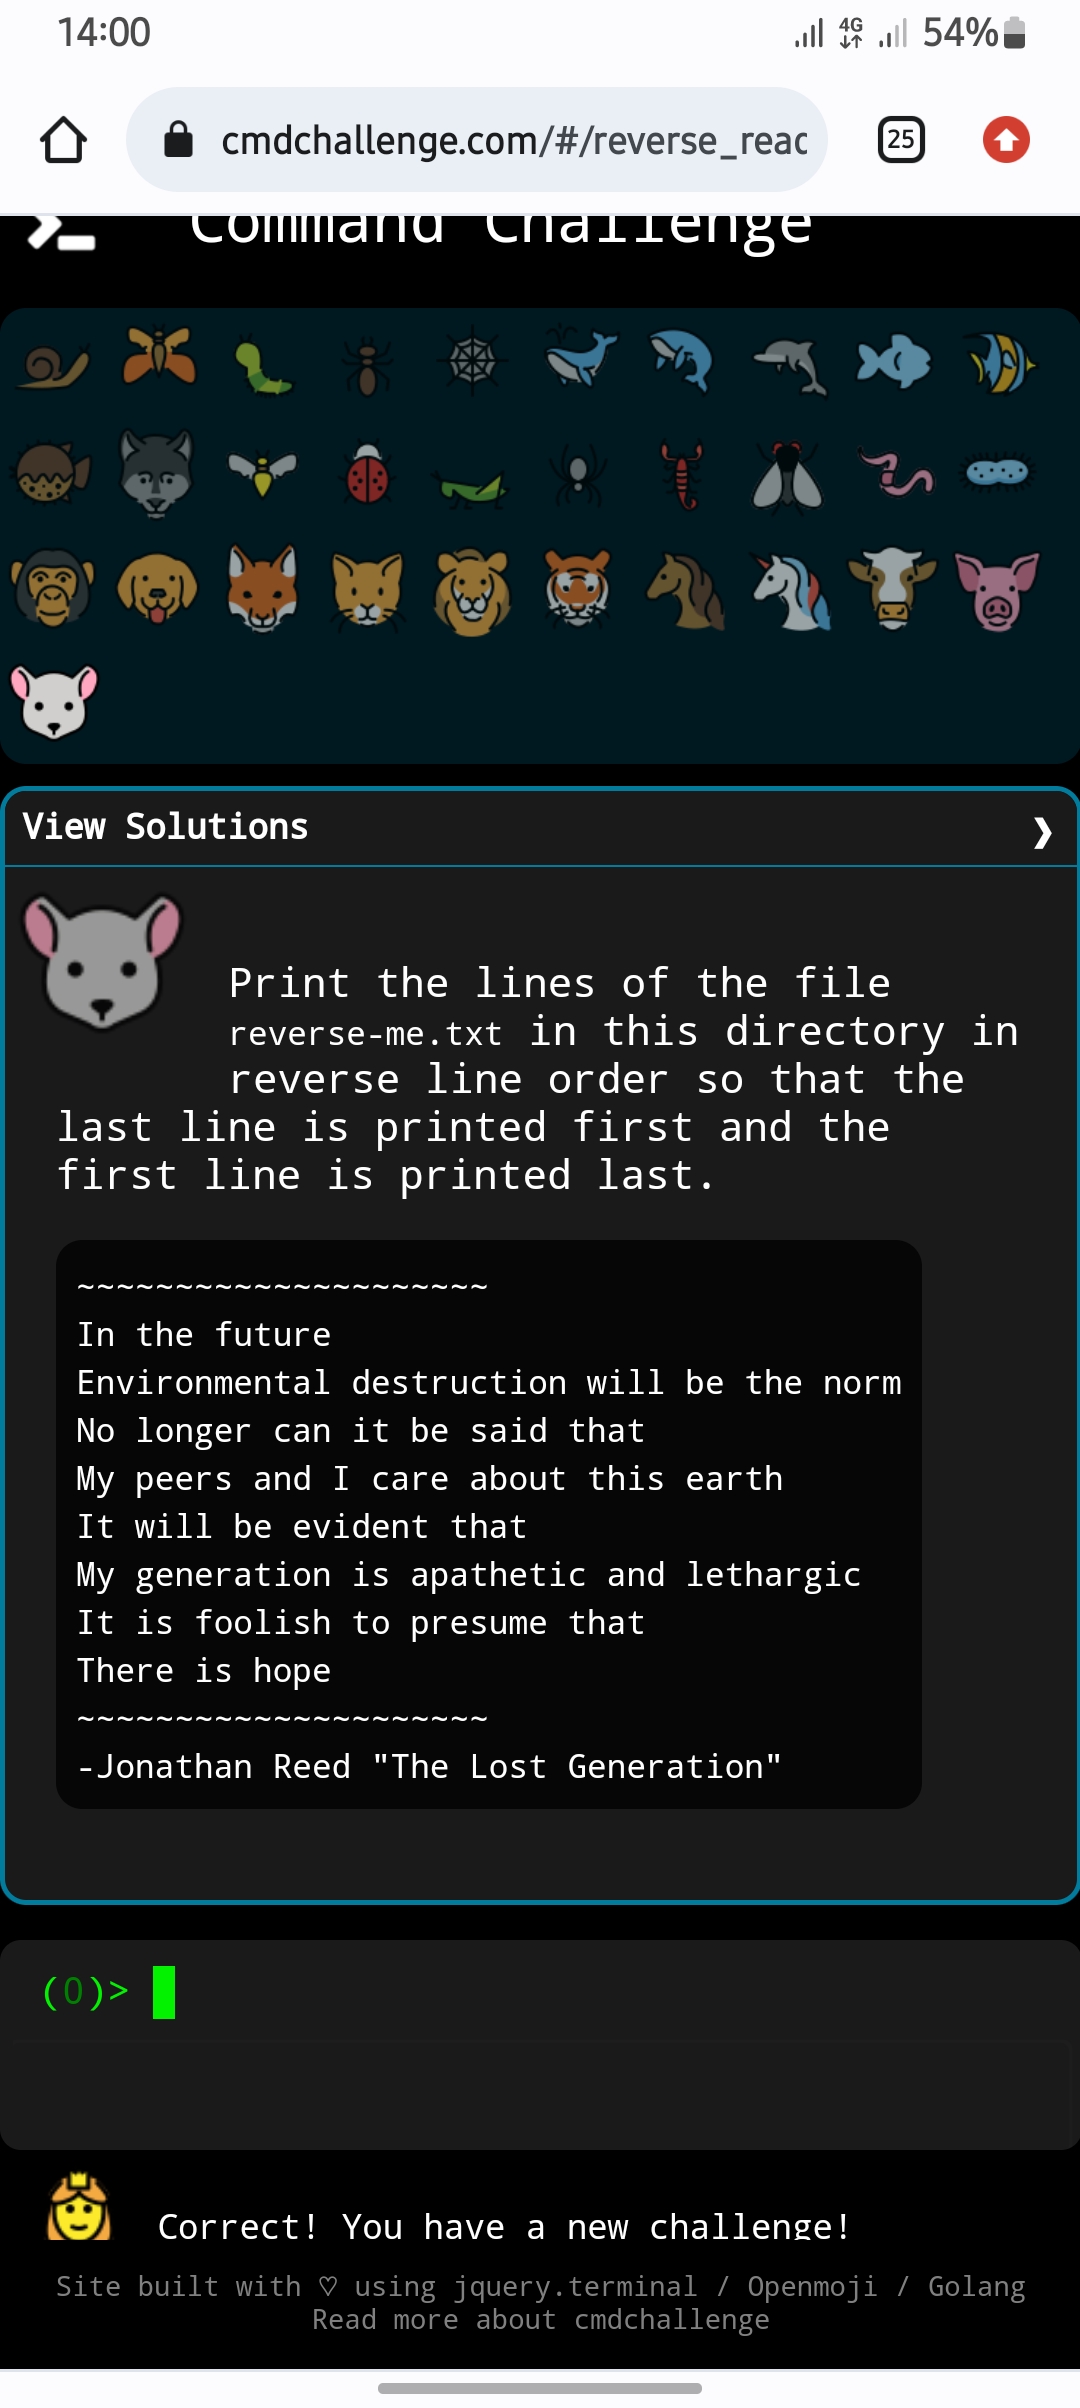 14:00 4G 54%
cmdchallenge.com/#/reverse_reac 25
Command Challenge
View Solutions ❯
Print the lines of the file
reverse-me.txt in this directory in
reverse line order so that the
last line is printed first and the
first line is printed last.
~~~~~~~~~~~~~~~~~~~~~
In the future
Environmental destruction will be the norm
No longer can it be said that
My peers and I care about this earth
It will be evident that
My generation is apathetic and lethargic
It is foolish to presume that
There is hope
~~~~~~~~~~~~~~~~~~~~~
-Jonathan Reed "The Lost Generation"
(0)>
Correct! You have a new challenge!
Site built with ♡ using jquery.terminal / Openmoji / Golang
Read more about cmdchallenge